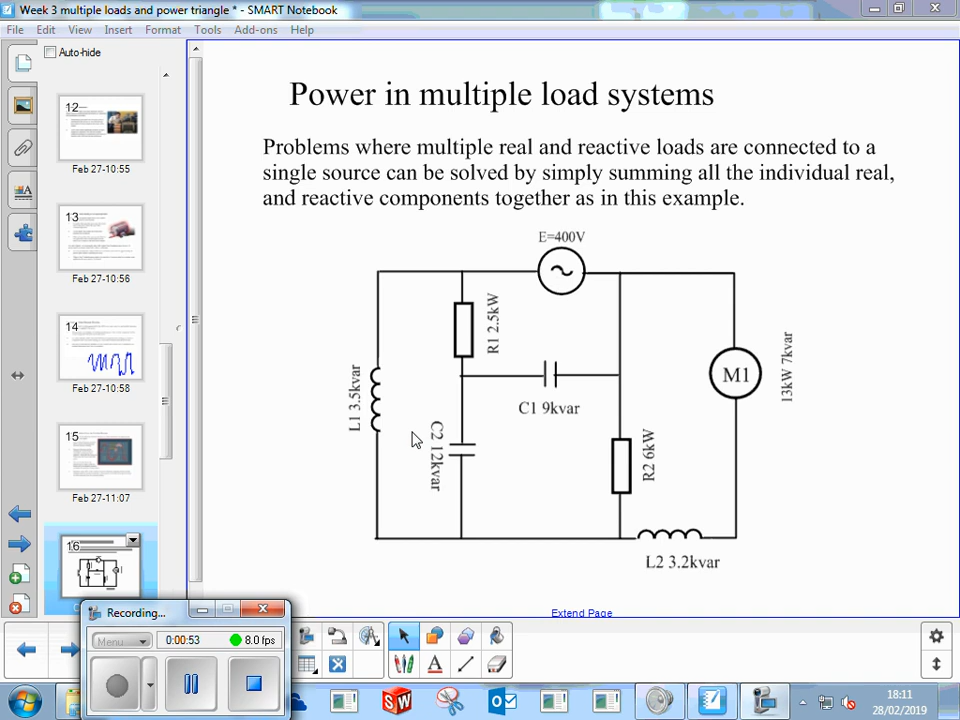 Week 3 multiple loads and power triangle * - SMART Notebook
File Edit View Insert Format Tools Add-ons Help
Auto-hide
12
Feb 27-10:55
13
Feb 27-10:56
14
Feb 27-10:58
15
Feb 27-11:07
16
Power in multiple load systems
Problems where multiple real and reactive loads are connected to a
single source can be solved by simply summing all the individual real,
and reactive components together as in this example.
E=400V
R1 2.5kW
L1 3.5kvar
C1 9kvar
C2 12kvar
M1
13kW 7kvar
R2 6kW
L2 3.2kvar
Extend Page
Recording...
Menu
0:00:53
8.0 fps
18:11
28/02/2019